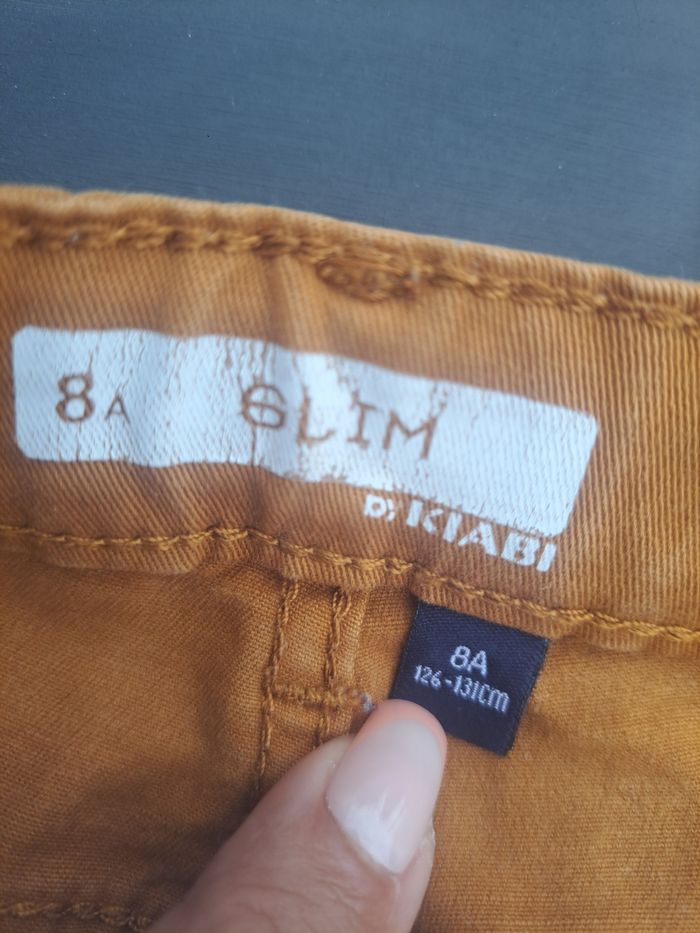 8A SLIM
by KIABI
8A
126-131cm